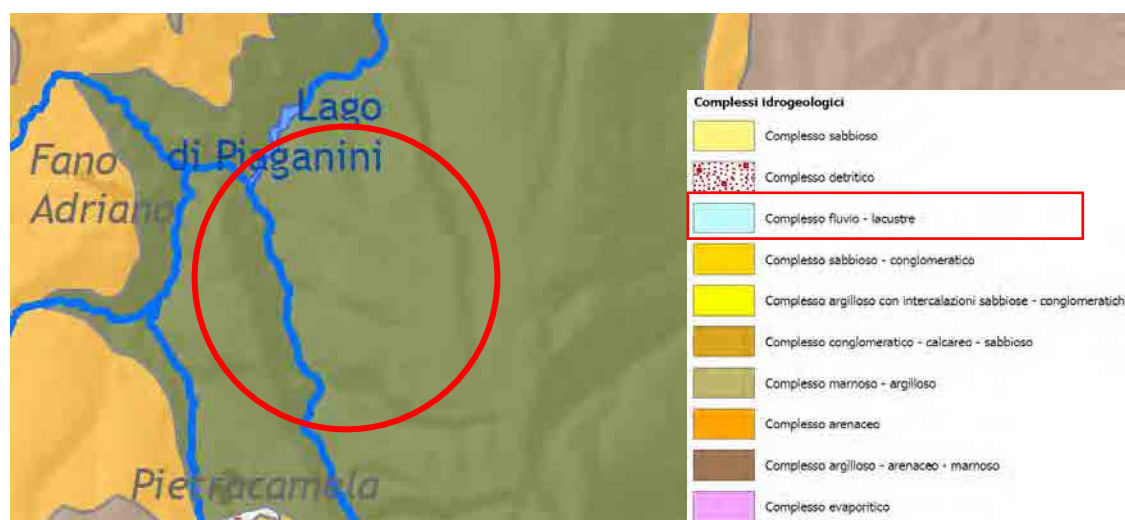 Lago
di Piaganini
Fano
Adriano
Pietracamela
Complessi idrogeologici
Complesso sabbioso
Complesso detritico
Complesso fluvio - lacustre
Complesso sabbioso - conglomeratico
Complesso argilloso con intercalazioni sabbiose - conglomeratich
Complesso conglomeratico - calcareo - sabbioso
Complesso marnoso - argilloso
Complesso arenaceo
Complesso argilloso - arenaceo - marnoso
Complesso evaporitico